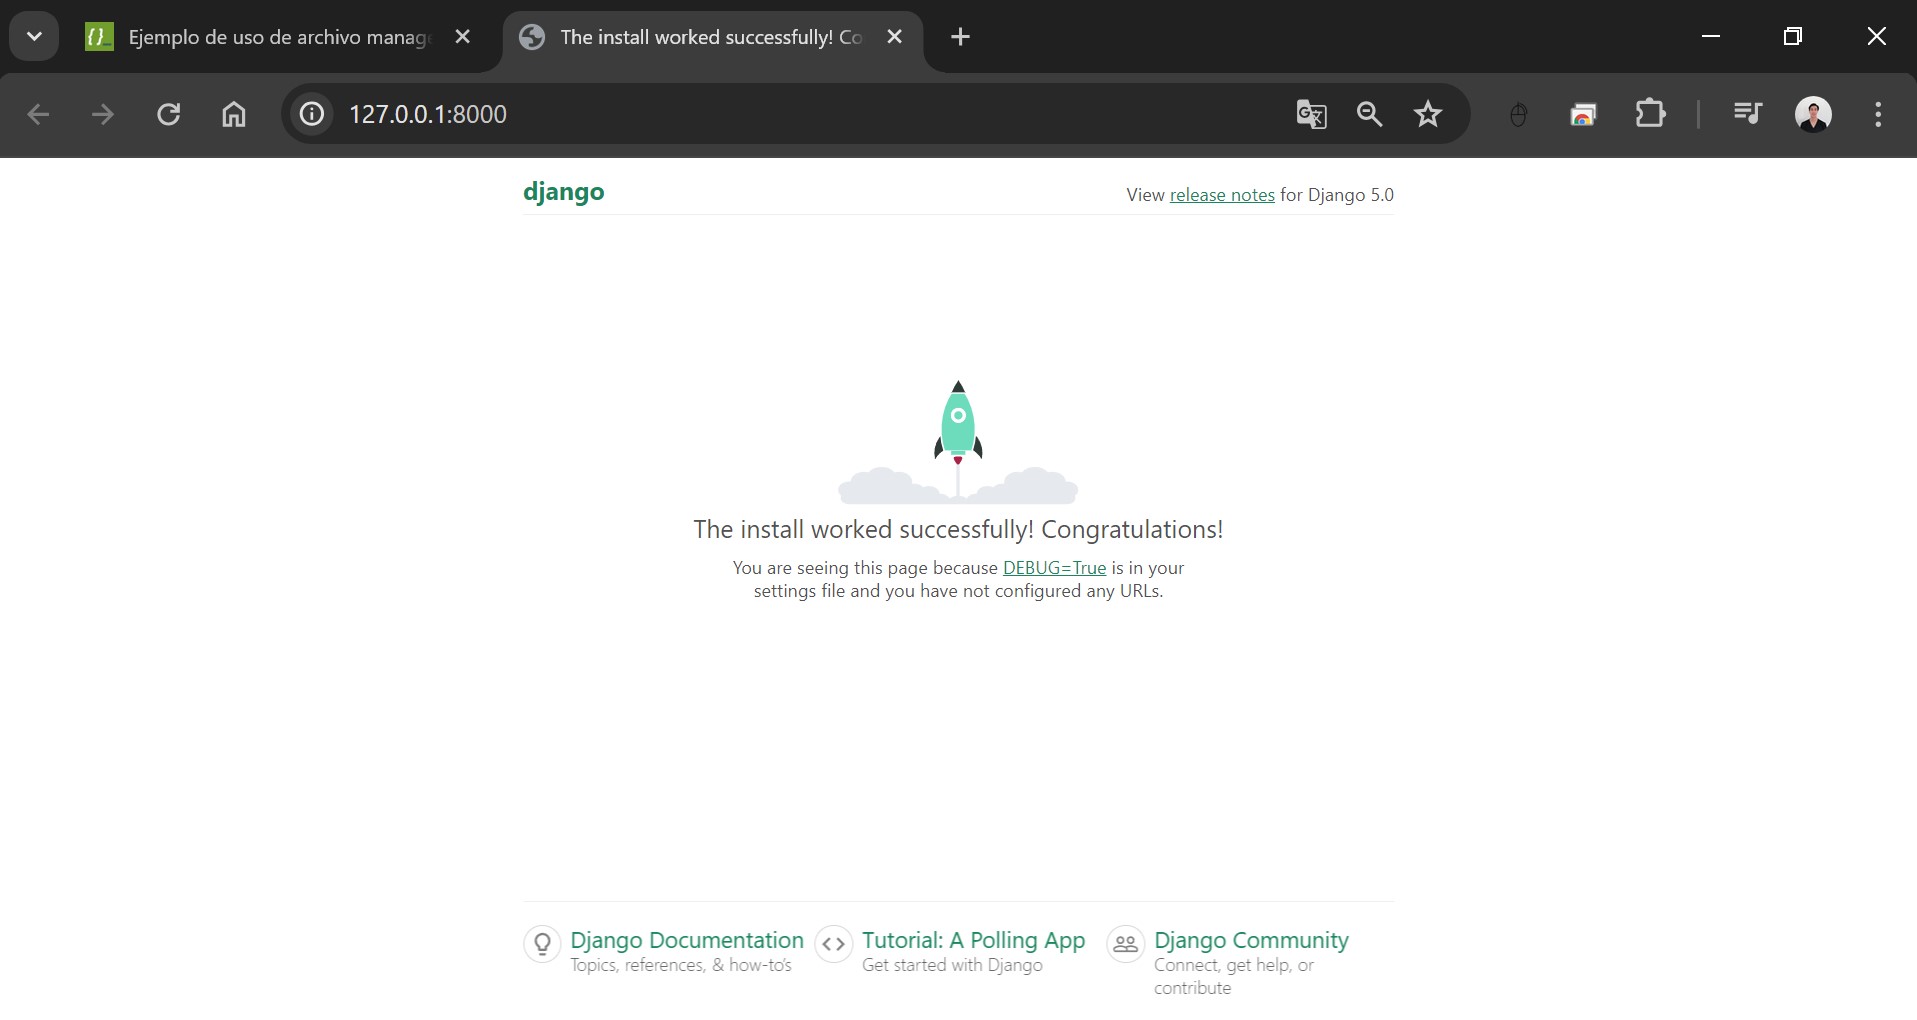 Ejemplo de uso de archivo manage
The install worked successfully! Co
127.0.0.1:8000
django
View release notes for Django 5.0
The install worked successfully! Congratulations!
You are seeing this page because DEBUG=True is in your
settings file and you have not configured any URLs.
Django Documentation
Topics, references, & how-to's
Tutorial: A Polling App
Get started with Django
Django Community
Connect, get help, or
contribute